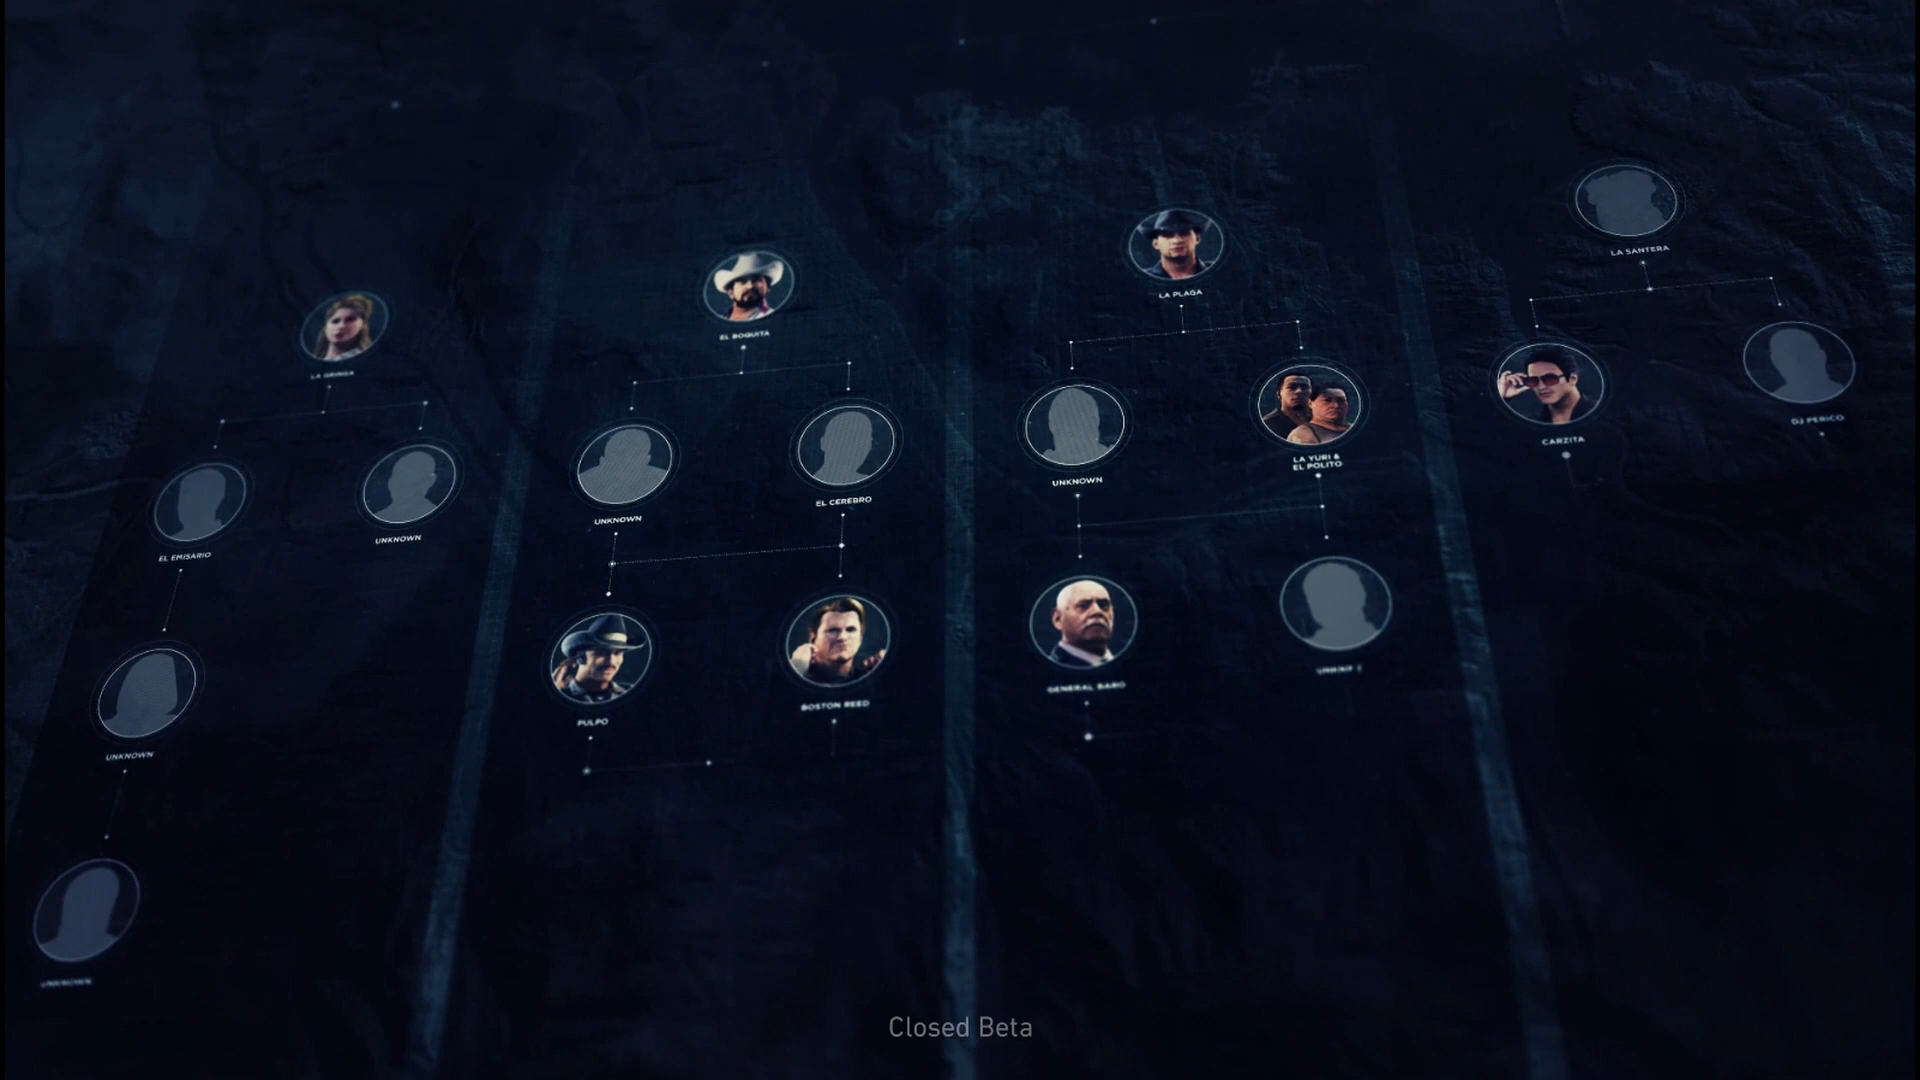 LA SANTERA
LA PLAGA
EL BOQUITA
LA GRINGA
DJ PERICO
CARZITA
LA YURI &
EL POLITO
UNKNOWN
EL CEREBRO
UNKNOWN
UNKNOWN
EL EMISARIO
GENERAL BARO
BOSTON REED
PULPO
UNKNOWN
UNKNOWN
Closed Beta